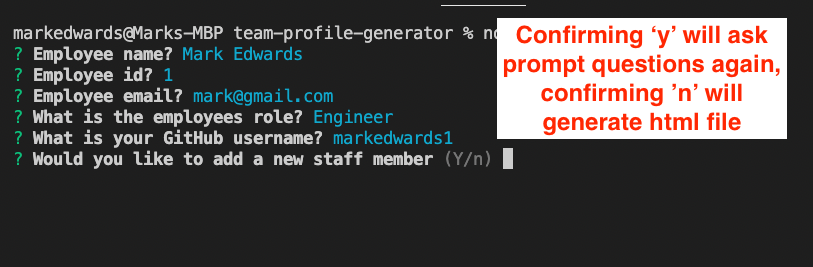 markedwards@Marks-MBP team-profile-generator % no
? Employee name? Mark Edwards
? Employee id? 1
? Employee email? mark@gmail.com
? What is the employees role? Engineer
? What is your GitHub username? markedwards1
? Would you like to add a new staff member (Y/n)
Confirming ‘y’ will ask
prompt questions again,
confirming ’n’ will
generate html file